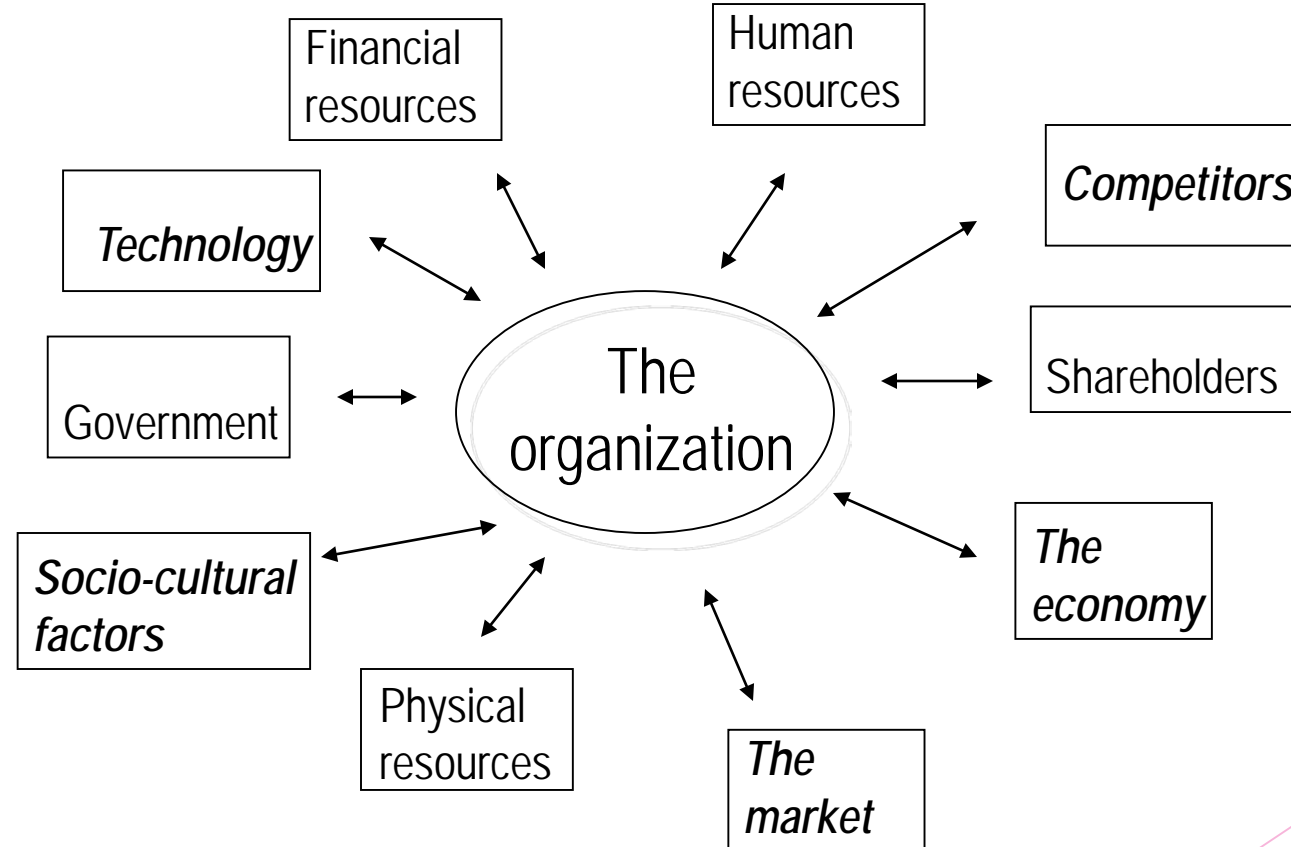 Financial
resources
Human
resources
Competitors
Technology
The
organization
Shareholders
Government
The
economy
Socio-cultural
factors
Physical
resources
The
market